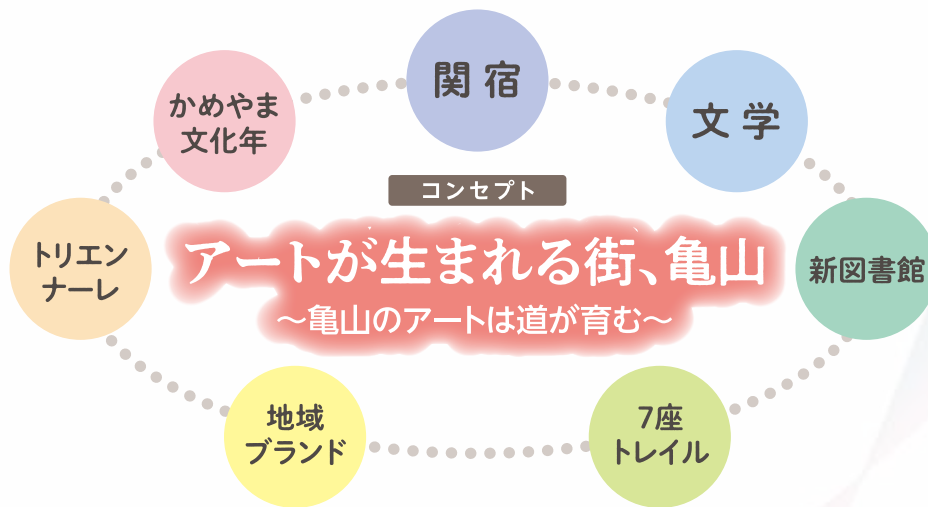 関宿
かめやま
文化年
文学
コンセプト
トリエン
ナーレ
アートが生まれる街、亀山
～亀山のアートは道が育む～
新図書館
地域
ブランド
7座
トレイル